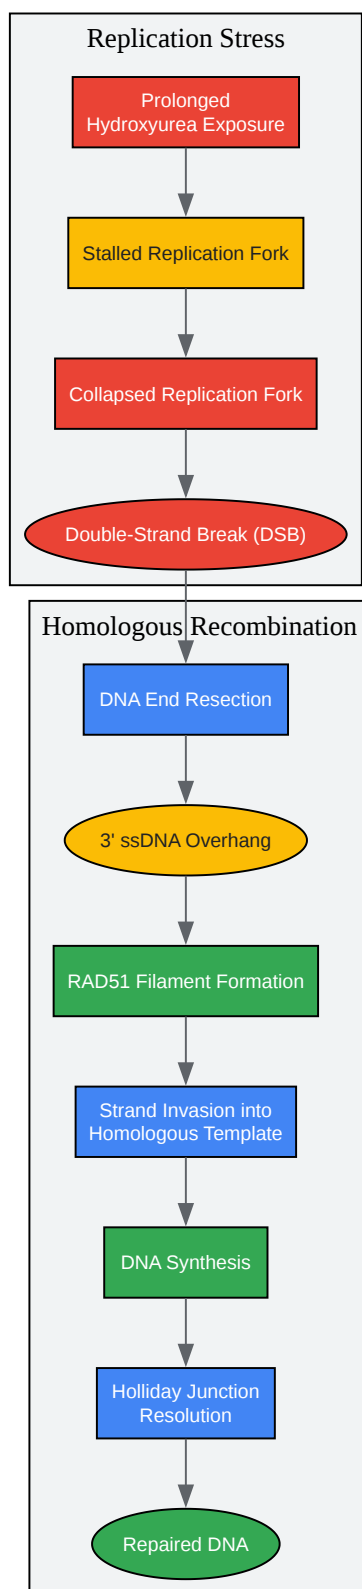 Replication Stress
Prolonged
Hydroxyurea Exposure
Stalled Replication Fork
Collapsed Replication Fork
Double-Strand Break (DSB)
Homologous Recombination
DNA End Resection
3' ssDNA Overhang
RAD51 Filament Formation
Strand Invasion into
Homologous Template
DNA Synthesis
Holliday Junction
Resolution
Repaired DNA